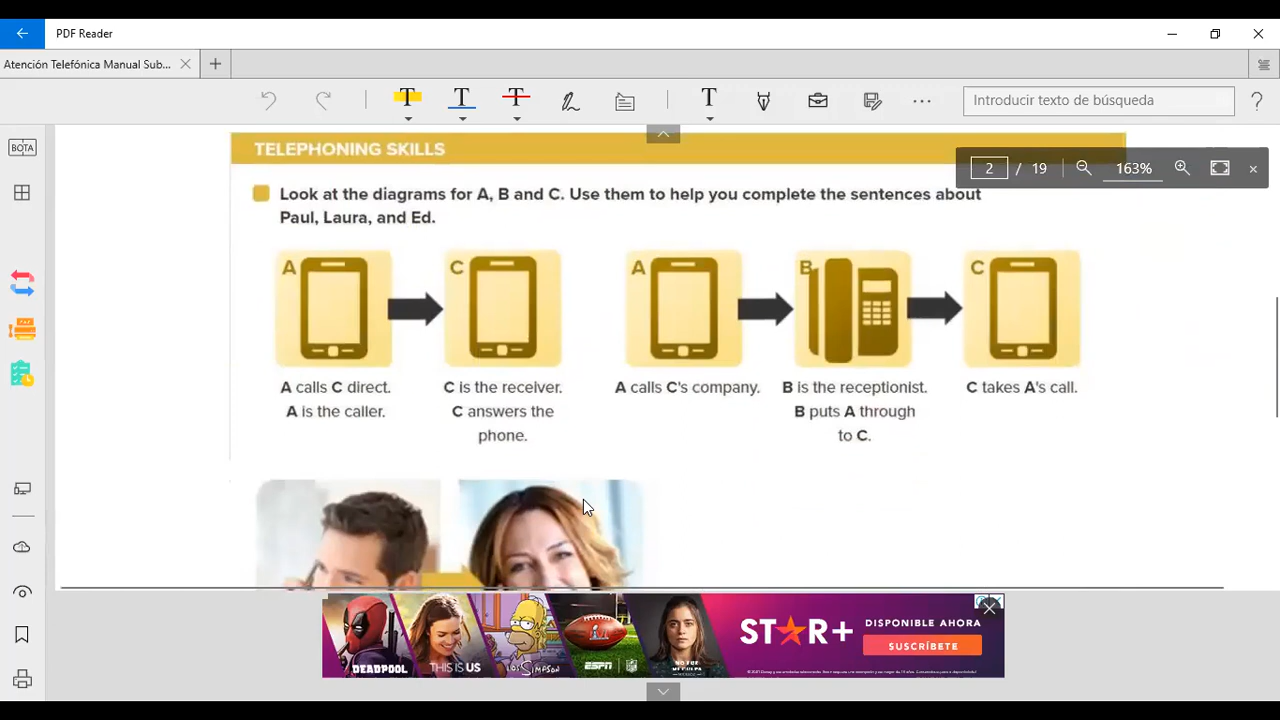 PDF Reader
Atención Telefónica Manual Sub...
Introducir texto de búsqueda
BOTA
2 / 19 163%
TELEPHONING SKILLS
Look at the diagrams for A, B and C. Use them to help you complete the sentences about
Paul, Laura, and Ed.
A C A B C
A calls C direct.
A is the caller.
C is the receiver.
C answers the
phone.
A calls C's company.
B is the receptionist.
B puts A through
to C.
C takes A's call.
DEADPOOL
THIS IS US
LOS SIMPSON
ESPN NFL
STAR+
DISPONIBLE AHORA
SUSCRÍBETE